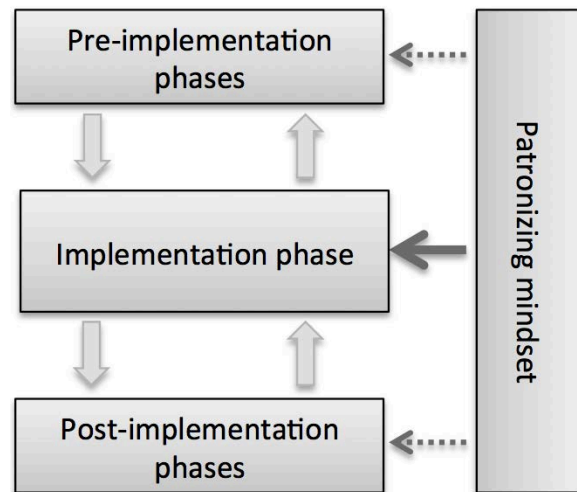 Pre-implementation
phases
Implementation phase
Post-implementation
phases
Patronizing mindset